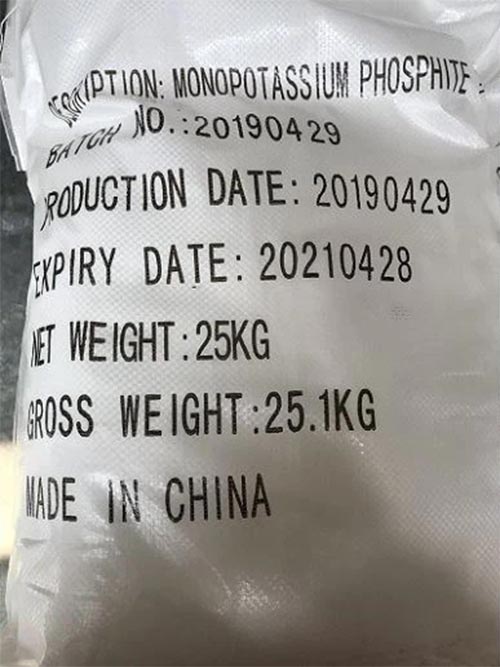 DESCRIPTION: MONOPOTASSIUM PHOSPHITE
BATCH NO.:20190429
PRODUCTION DATE: 20190429
EXPIRY DATE: 20210428
NET WEIGHT:25KG
GROSS WEIGHT:25.1KG
MADE IN CHINA